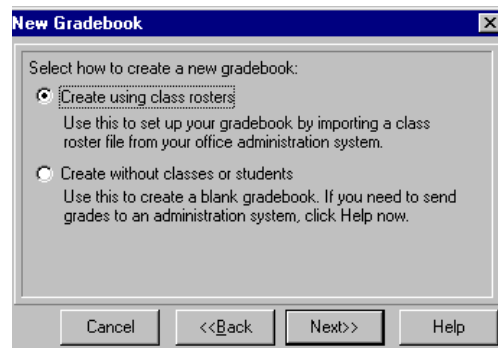 New Gradebook
Select how to create a new gradebook:
Create using class rosters
Use this to set up your gradebook by importing a class
roster file from your office administration system.
Create without classes or students
Use this to create a blank gradebook. If you need to send
grades to an administration system, click Help now.
Cancel <<Back Next>> Help